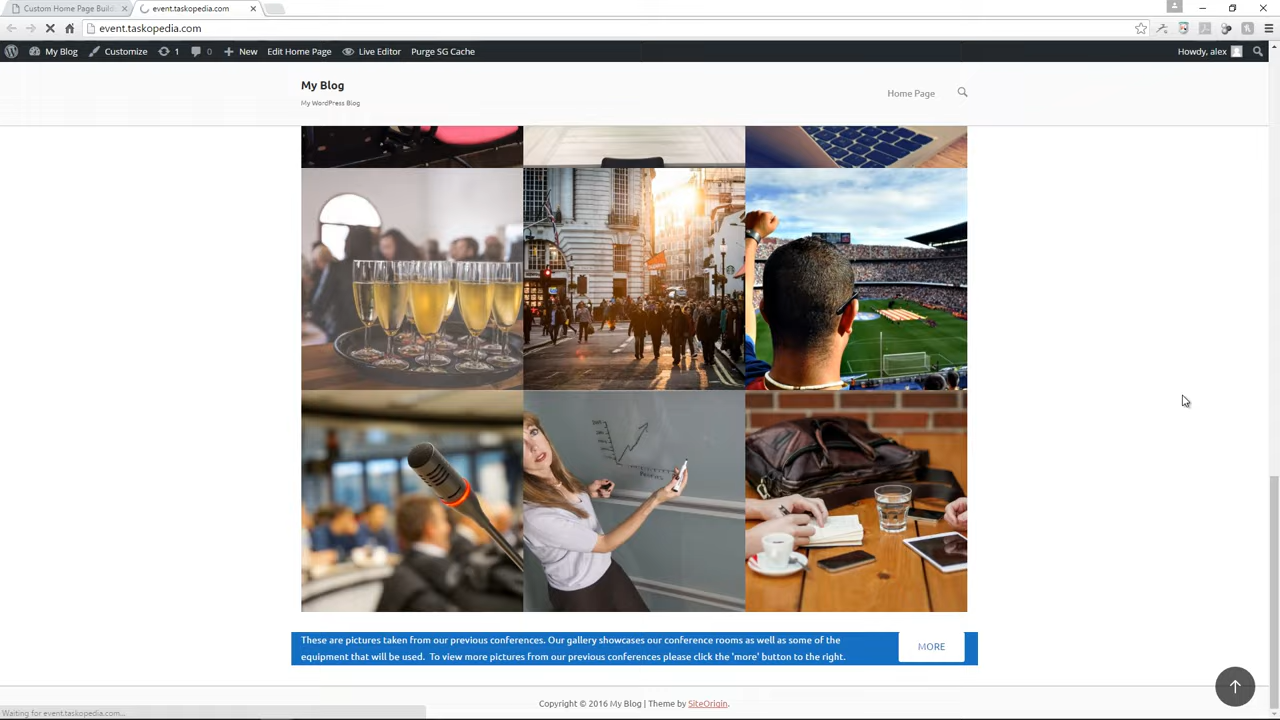 Custom Home Page Build
event.taskopedia.com
event.taskopedia.com
My Blog
Customize
1
0
New
Edit Home Page
Live Editor
Purge SG Cache
Howdy, alex
My Blog
My WordPress Blog
Home Page
These are pictures taken from our previous conferences. Our gallery showcases our conference rooms as well as some of the
equipment that will be used. To view more pictures from our previous conferences please click the 'more' button to the right.
MORE
Copyright © 2016 My Blog | Theme by SiteOrigin.
Waiting for event.taskopedia.com...